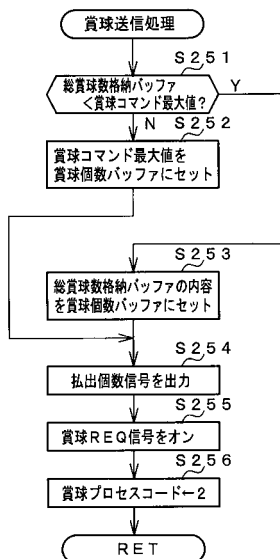 賞球送信処理
S251
総賞球数格納バッファ
<賞球コマンド最大値?
Y
N
S252
賞球コマンド最大値を
賞球個数バッファにセット
S253
総賞球数格納バッファの内容
を賞球個数バッファにセット
S254
払出個数信号を出力
S255
賞球REQ信号をオン
S256
賞球プロセスコード←2
RET